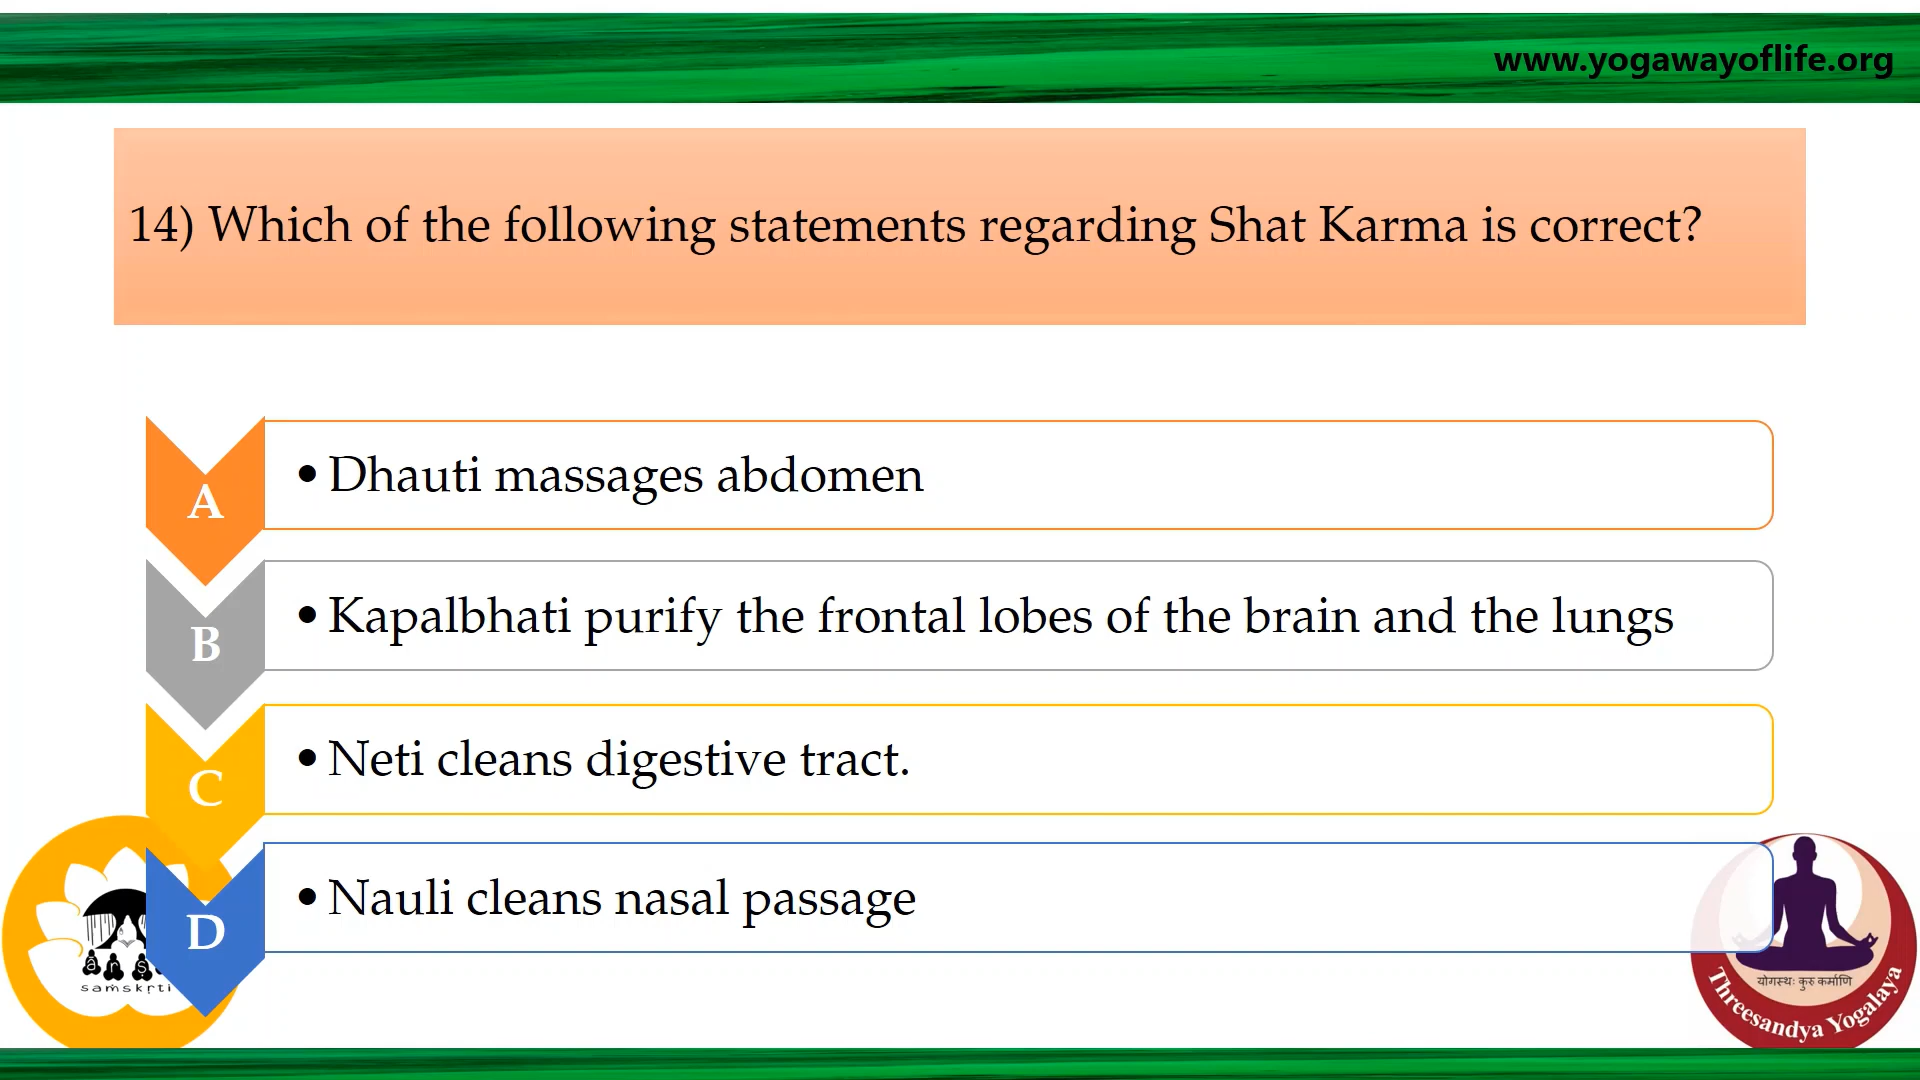 www.yogawayoflife.org
14) Which of the following statements regarding Shat Karma is correct?
A
• Dhauti massages abdomen
B
• Kapalbhati purify the frontal lobes of the brain and the lungs
C
• Neti cleans digestive tract.
D
• Nauli cleans nasal passage
saṁskṛti
योगस्थः कुरु कर्माणि
Threesandya Yogalaya